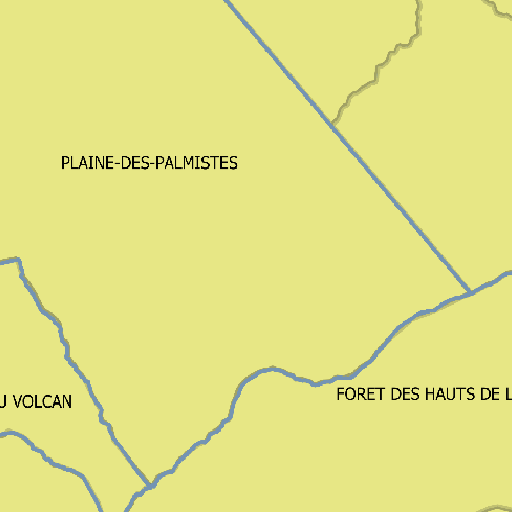 PLAINE-DES-PALMISTES
FORET DES HAUTS DE L
U VOLCAN